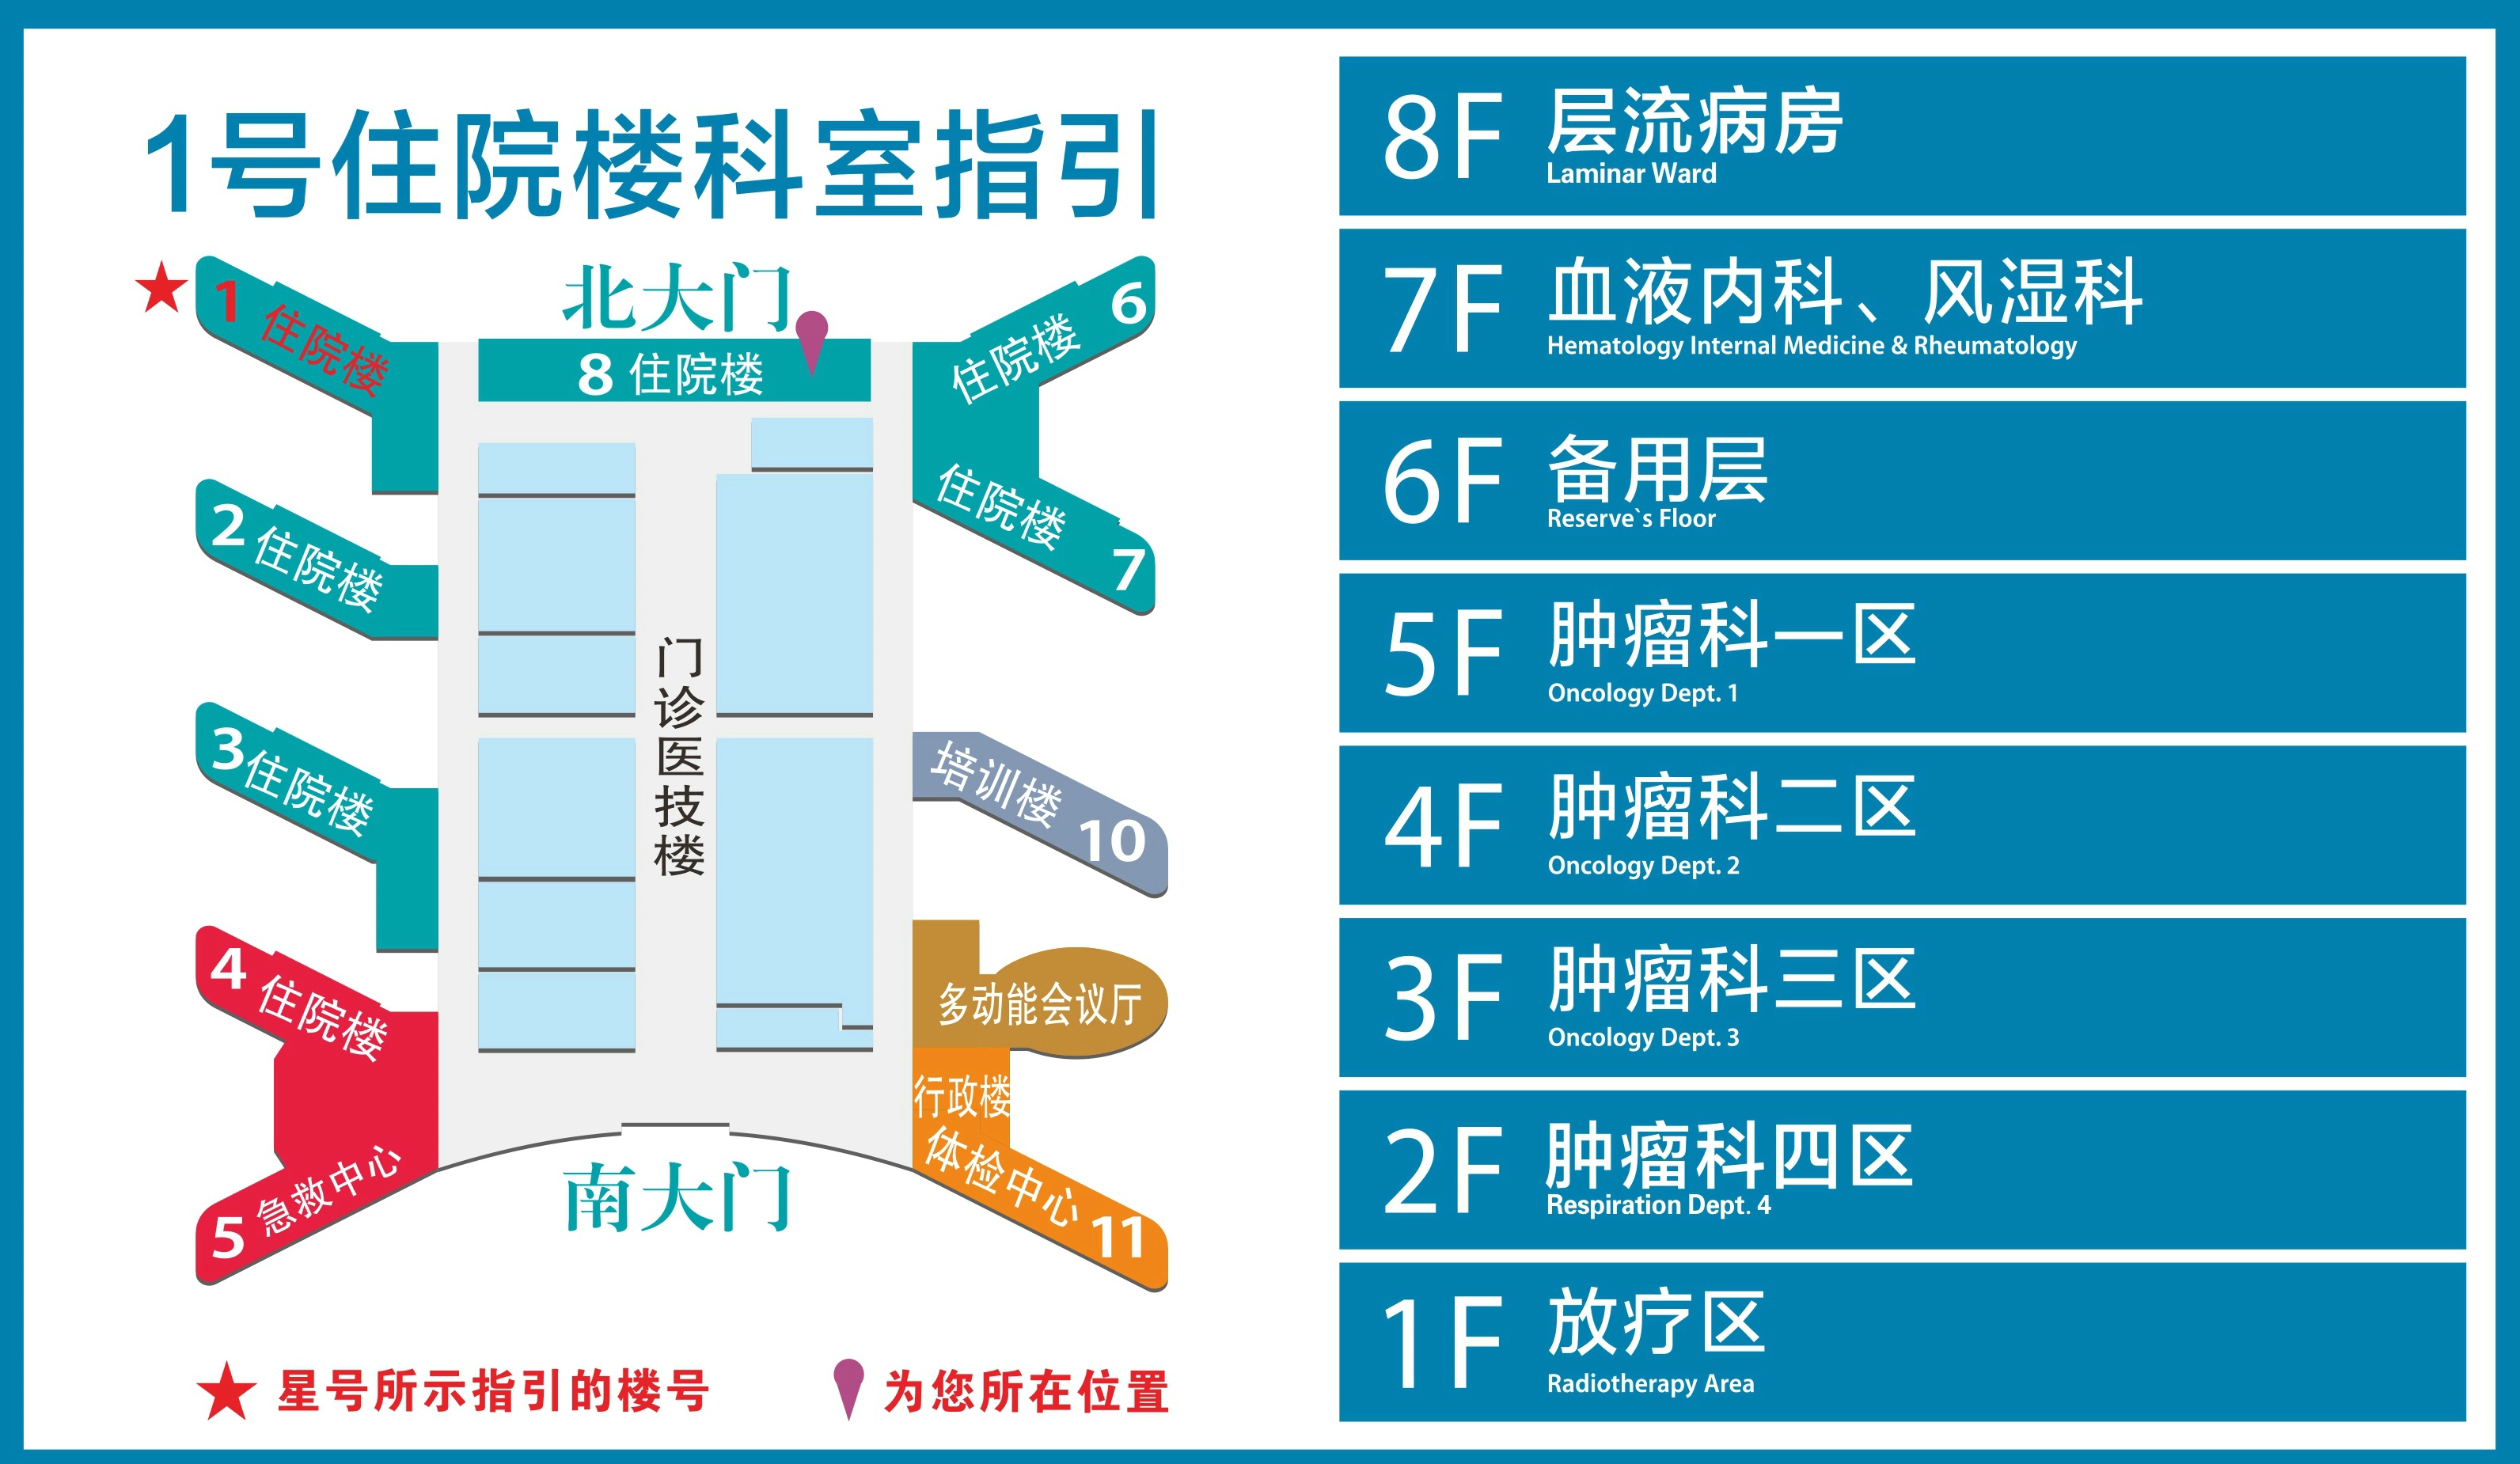 1号住院楼科室指引
北大门
1 住院楼
8 住院楼
6
住院楼
2 住院楼
住院楼
7
3 住院楼
门诊医技楼
培训楼 10
4 住院楼
多动能会议厅
行政楼
5 急救中心
体检中心 11
南大门
星号所示指引的楼号
为您所在位置
8F 层流病房
Laminar Ward
7F 血液内科、风湿科
Hematology Internal Medicine & Rheumatology
6F 备用层
Reserve`s Floor
5F 肿瘤科一区
Oncology Dept. 1
4F 肿瘤科二区
Oncology Dept. 2
3F 肿瘤科三区
Oncology Dept. 3
2F 肿瘤科四区
Respiration Dept. 4
1F 放疗区
Radiotherapy Area